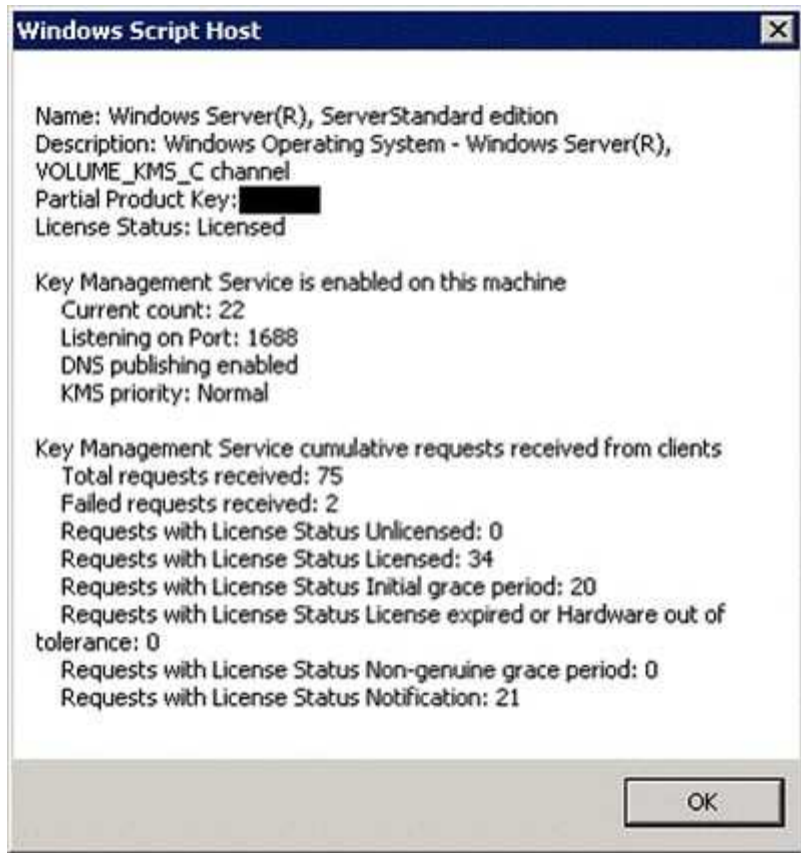 Windows Script Host
Name: Windows Server(R), ServerStandard edition
Description: Windows Operating System - Windows Server(R),
VOLUME_KMS_C channel
Partial Product Key:
License Status: Licensed
Key Management Service is enabled on this machine
Current count: 22
Listening on Port: 1688
DNS publishing enabled
KMS priority: Normal
Key Management Service cumulative requests received from clients
Total requests received: 75
Failed requests received: 2
Requests with License Status Unlicensed: 0
Requests with License Status Licensed: 34
Requests with License Status Initial grace period: 20
Requests with License Status License expired or Hardware out of
tolerance: 0
Requests with License Status Non-genuine grace period: 0
Requests with License Status Notification: 21
OK